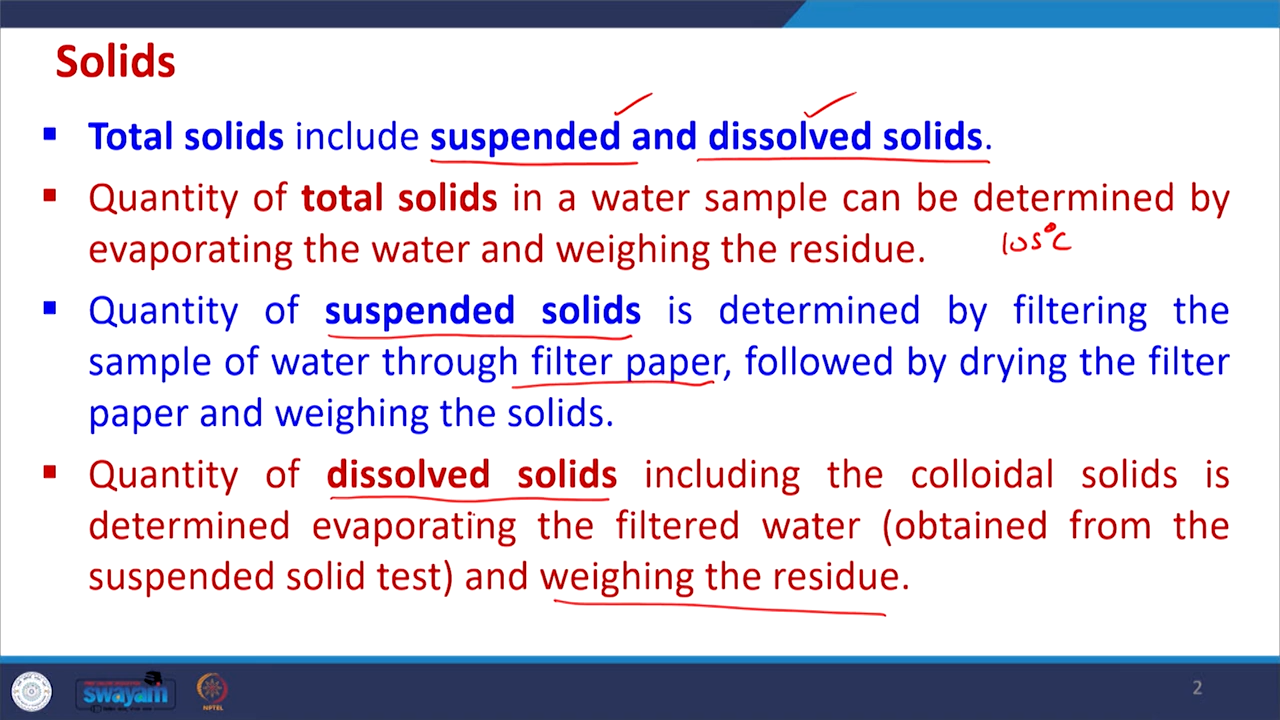 Solids
▪ Total solids include suspended and dissolved solids.
▪ Quantity of total solids in a water sample can be determined by
evaporating the water and weighing the residue. 105°C
▪ Quantity of suspended solids is determined by filtering the
sample of water through filter paper, followed by drying the filter
paper and weighing the solids.
▪ Quantity of dissolved solids including the colloidal solids is
determined evaporating the filtered water (obtained from the
suspended solid test) and weighing the residue.
swayam
NPTEL
2